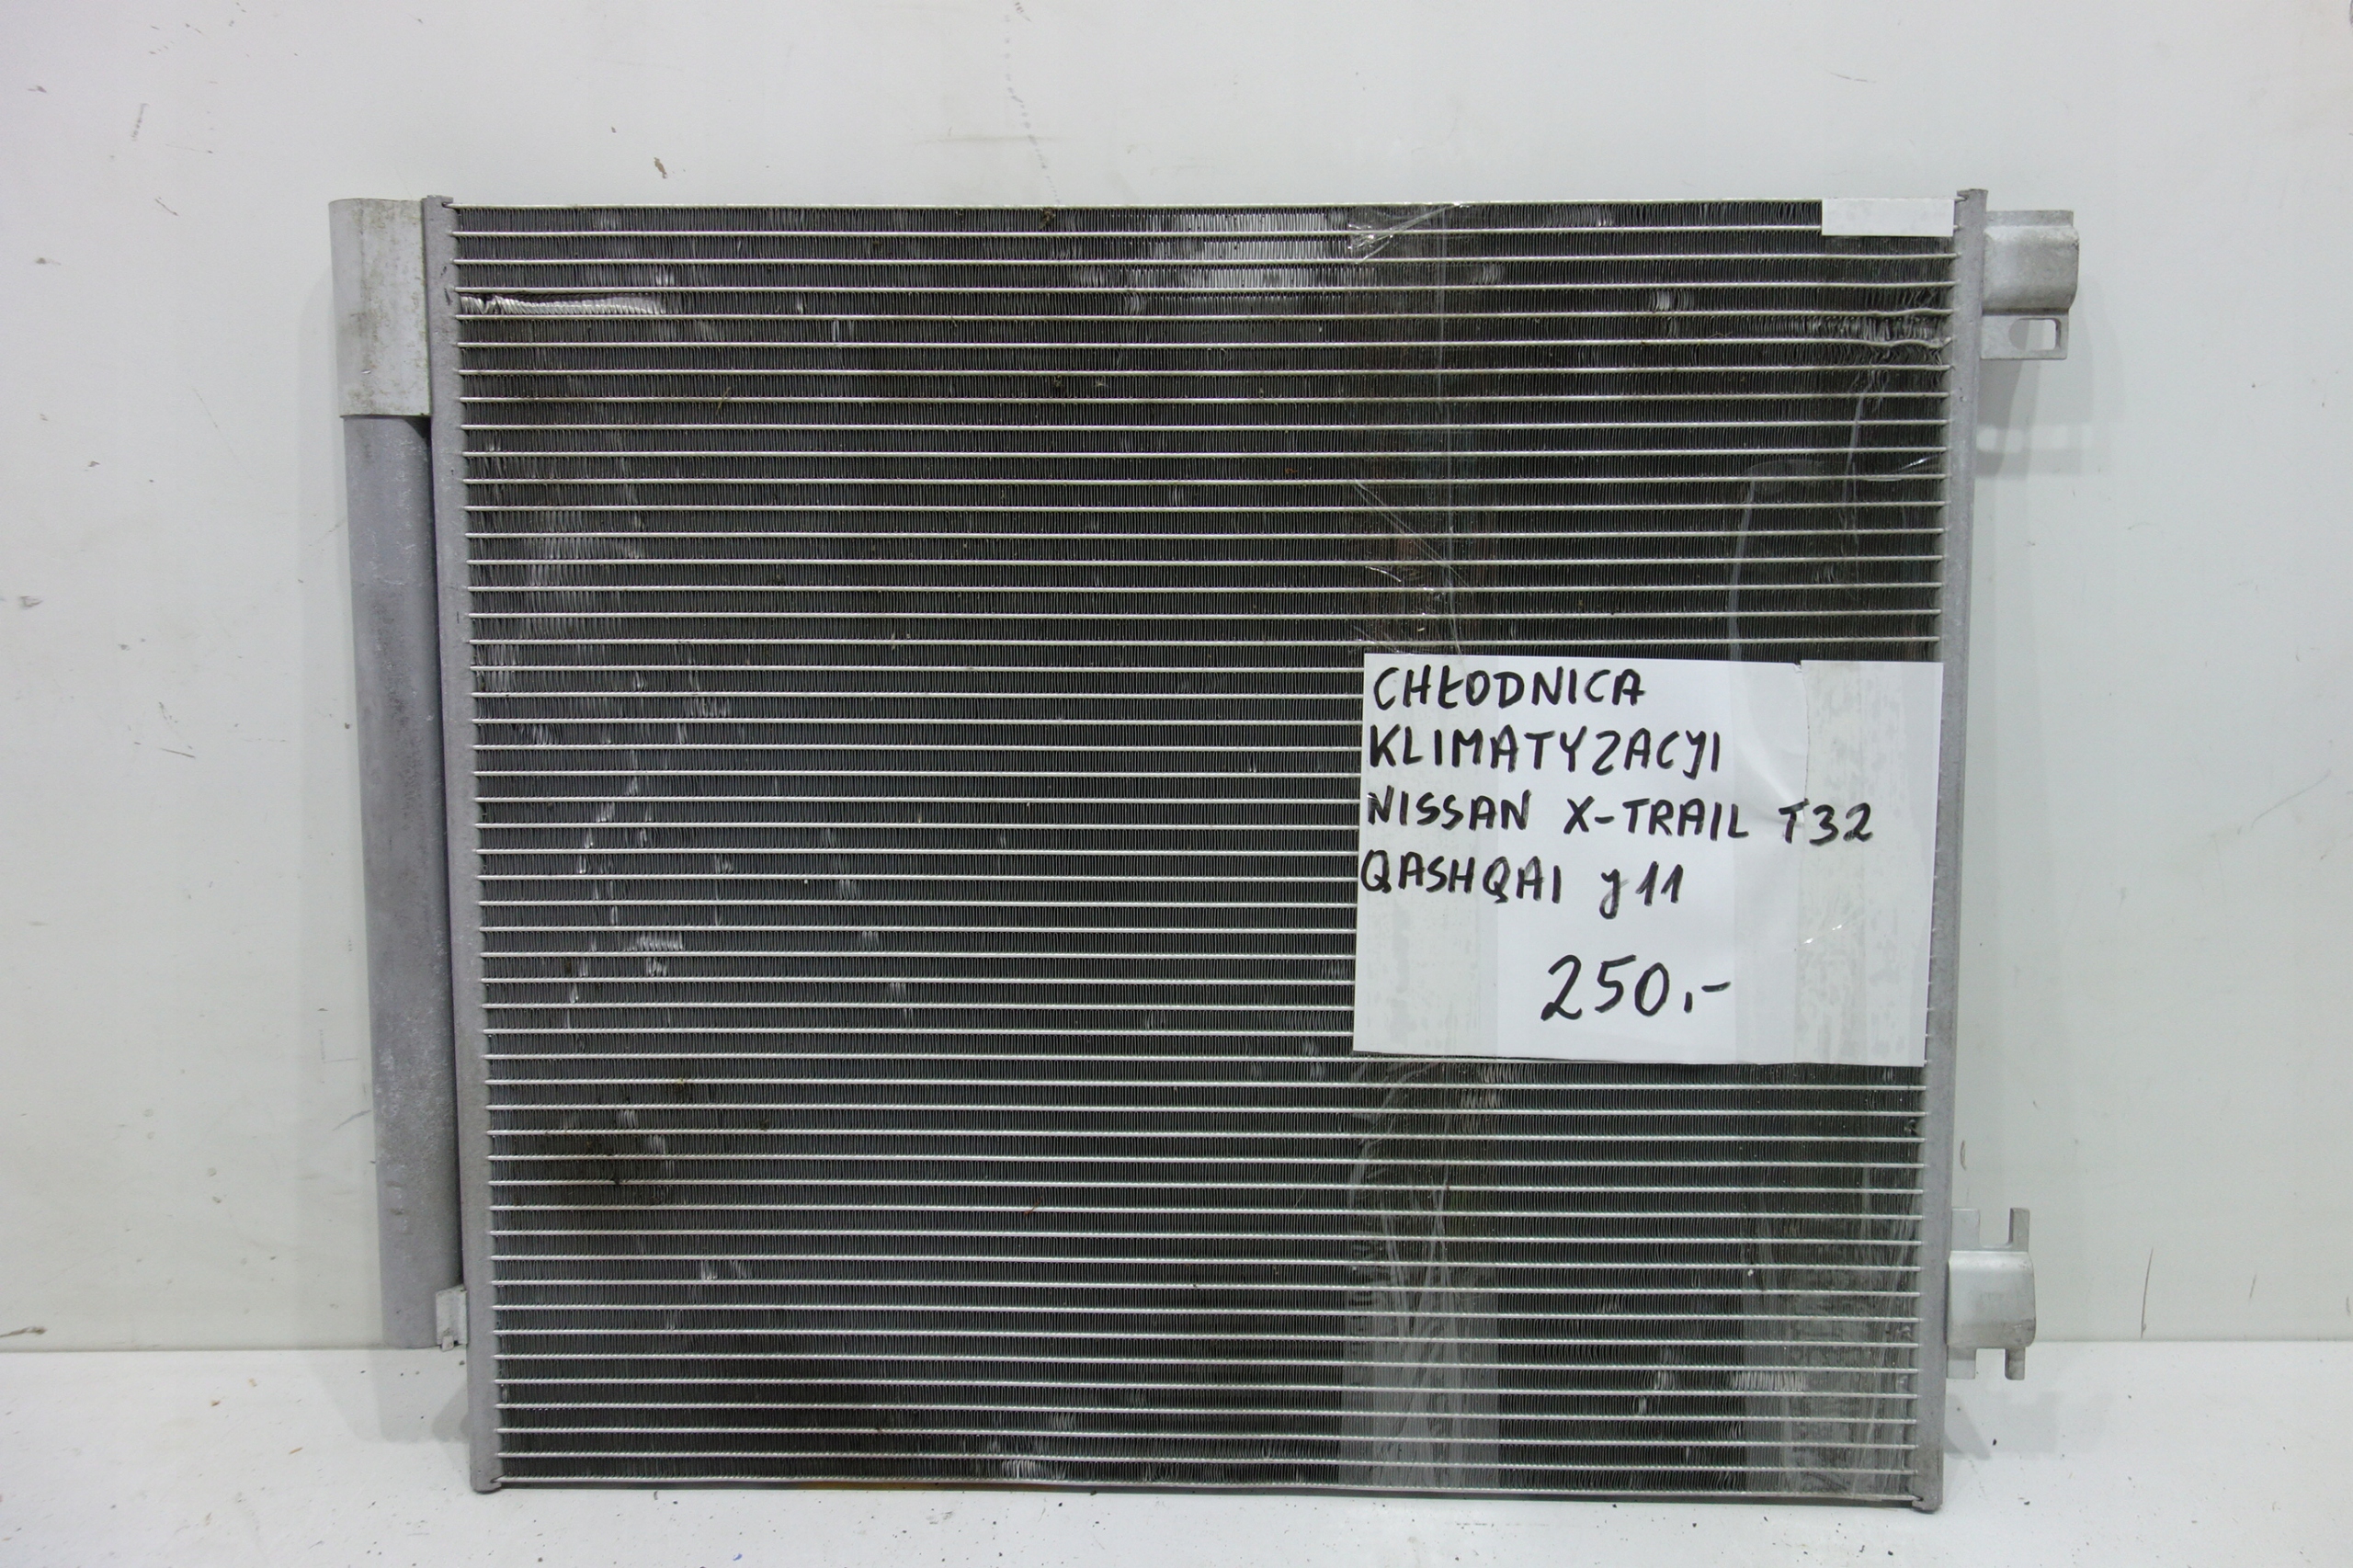 CHŁODNICA
KLIMATYZACJI
NISSAN X-TRAIL T32
QASHQAI J11
250,-